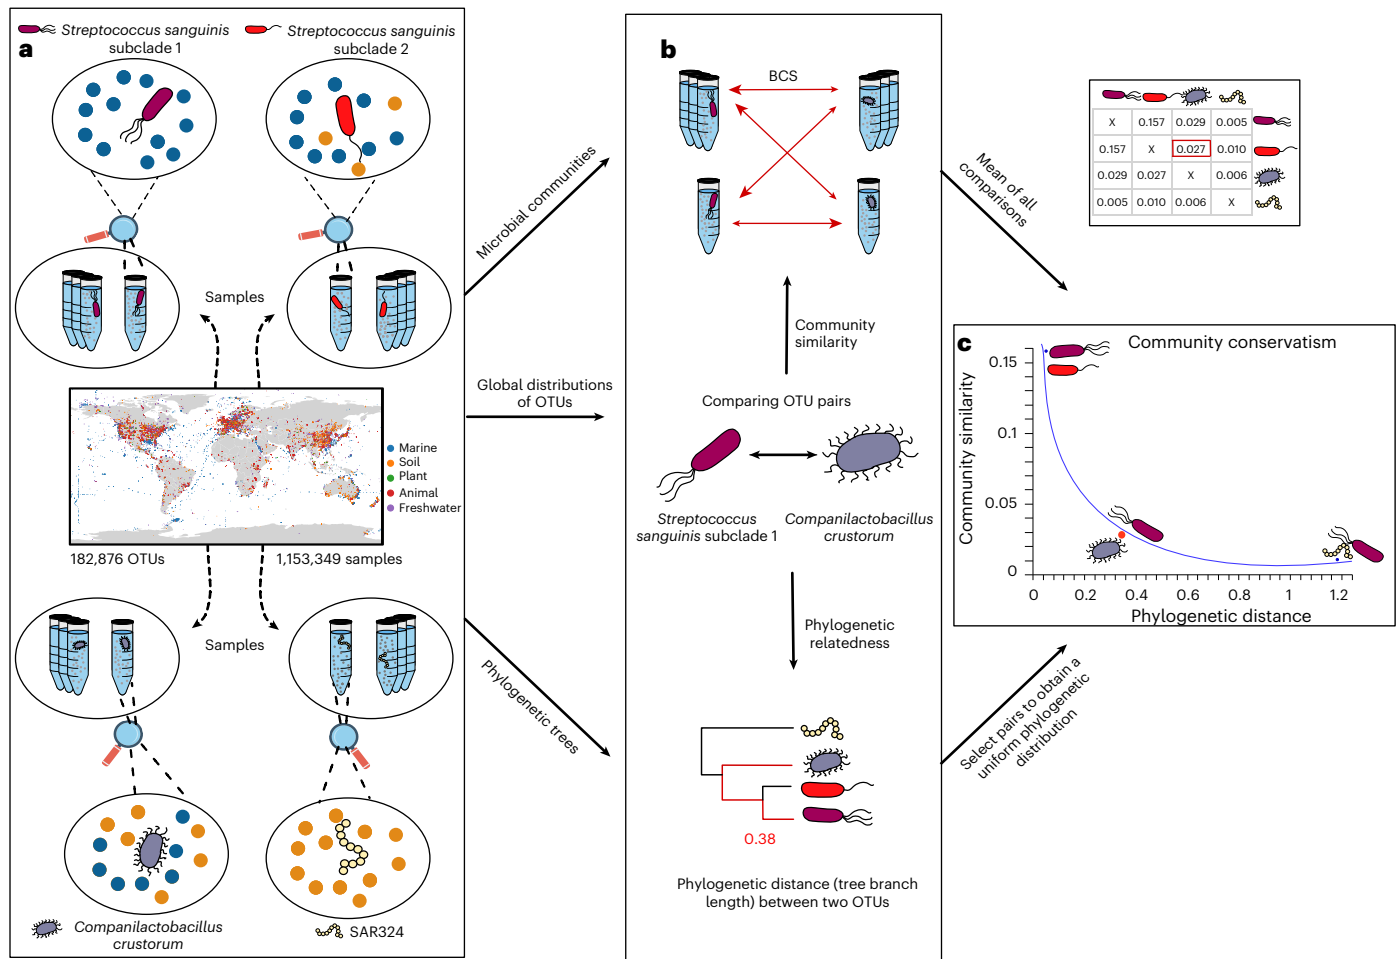 a
Streptococcus sanguinis
subclade 1
Streptococcus sanguinis
subclade 2
Samples
Marine
Soil
Plant
Animal
Freshwater
182,876 OTUs
1,153,349 samples
Samples
Companilactobacillus
crustorum
SAR324
Microbial communities
Global distributions
of OTUs
Phylogenetic trees
b
BCS
Community
similarity
Comparing OTU pairs
Streptococcus
sanguinis subclade 1
Companilactobacillus
crustorum
Phylogenetic
relatedness
0.38
Phylogenetic distance (tree branch
length) between two OTUs
Mean of all
comparisons
X 0.157 0.029 0.005
0.157 X 0.027 0.010
0.029 0.027 X 0.006
0.005 0.010 0.006 X
Select pairs to obtain a
uniform phylogenetic
distribution
c
Community conservatism
Community similarity
0.15
0.1
0.05
0
0 0.2 0.4 0.6 0.8 1 1.2
Phylogenetic distance